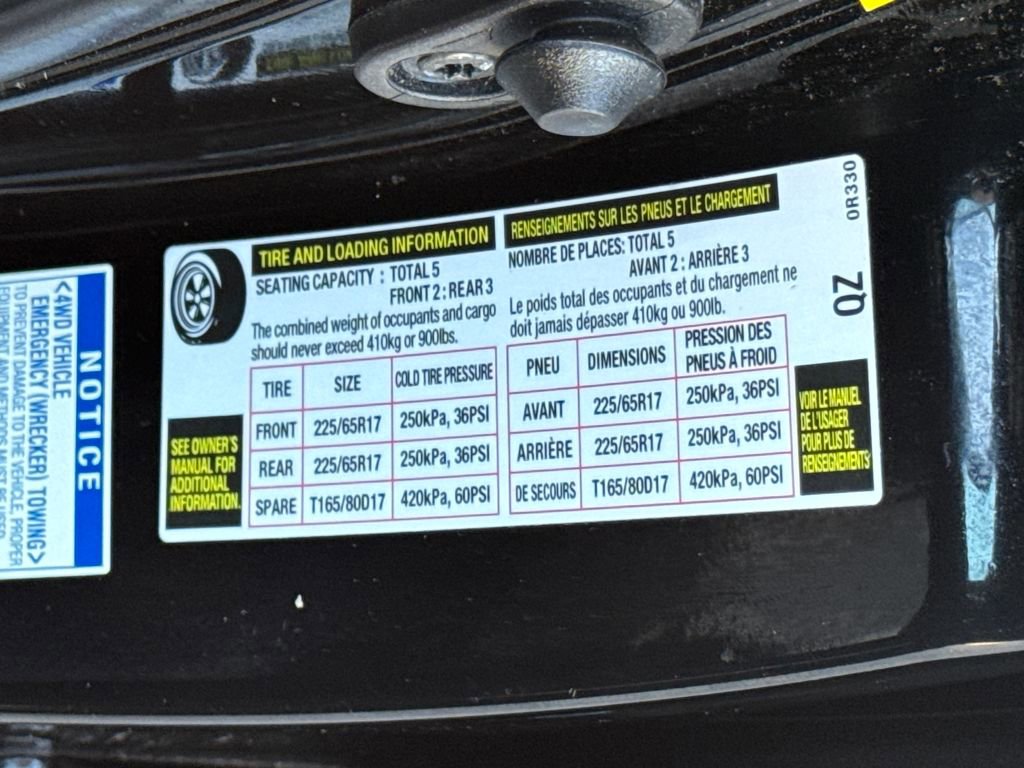 NOTICE
<4WD VEHICLE
EMERGENCY (WRECKER) TOWING>
TO PREVENT DAMAGE TO THE VEHICLE, PROPER
EQUIPMENT AND METHODS MUST BE USED
TIRE AND LOADING INFORMATION
SEATING CAPACITY : TOTAL 5
FRONT 2 : REAR 3
The combined weight of occupants and cargo
should never exceed 410kg or 900lbs.
TIRE SIZE COLD TIRE PRESSURE
FRONT 225/65R17 250kPa, 36PSI
REAR 225/65R17 250kPa, 36PSI
SPARE T165/80D17 420kPa, 60PSI
SEE OWNER'S
MANUAL FOR
ADDITIONAL
INFORMATION.
RENSEIGNEMENTS SUR LES PNEUS ET LE CHARGEMENT
NOMBRE DE PLACES: TOTAL 5
AVANT 2 : ARRIÈRE 3
Le poids total des occupants et du chargement ne
doit jamais dépasser 410kg ou 900lb.
PNEU DIMENSIONS PRESSION DES
PNEUS À FROID
AVANT 225/65R17 250kPa, 36PSI
ARRIÈRE 225/65R17 250kPa, 36PSI
DE SECOURS T165/80D17 420kPa, 60PSI
VOIR LE MANUEL
DE L'USAGER
POUR PLUS DE
RENSEIGNEMENTS
0R330
QZ